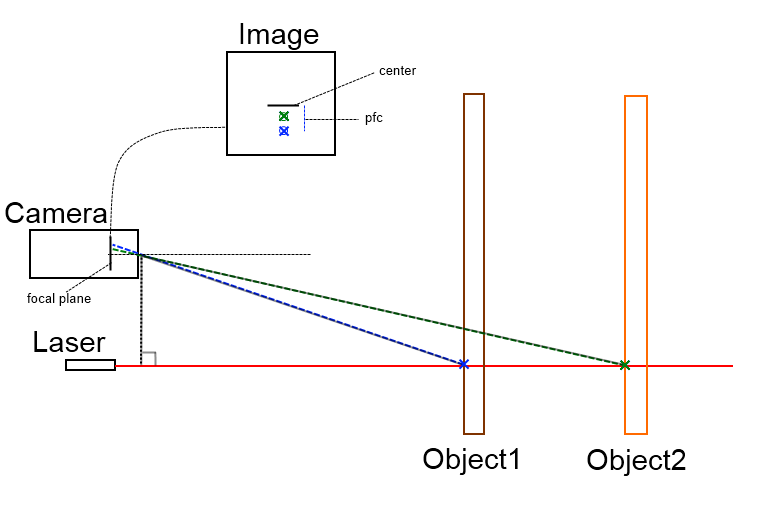 Image
center
pfc
Camera
focal plane
Laser
Object1
Object2